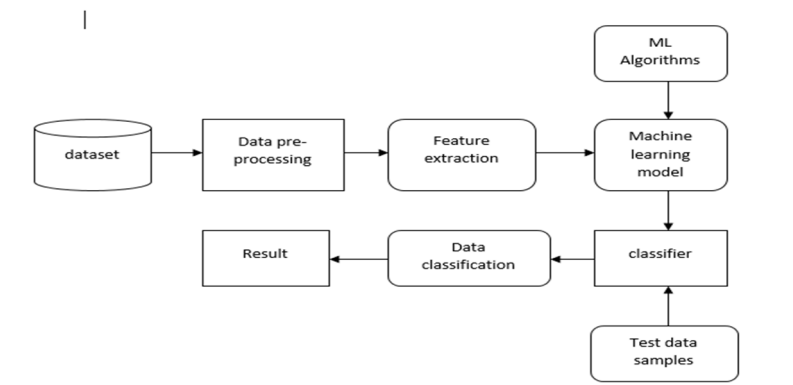 ML
Algorithms
dataset
Data pre-
processing
Feature
extraction
Machine
learning
model
Result
Data
classification
classifier
Test data
samples